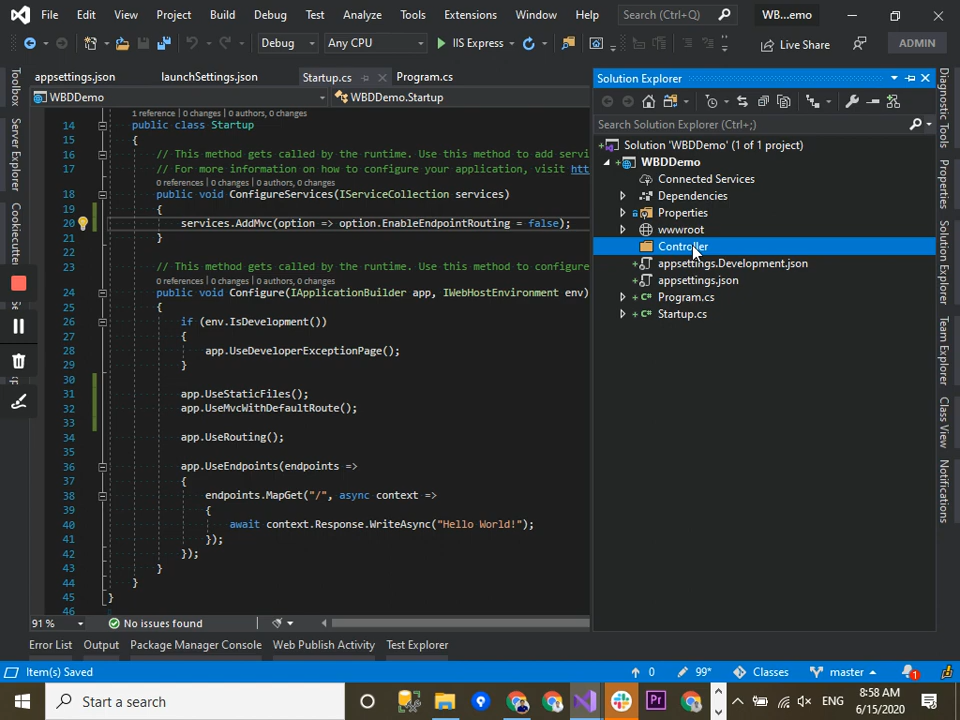 File Edit View Project Build Debug Test Analyze Tools Extensions Window Help Search (Ctrl+Q) WB...emo
Debug Any CPU IIS Express Live Share ADMIN
appsettings.json launchSettings.json Startup.cs Program.cs
WBDDemo WBDDemo.Startup
1 reference | 0 changes | 0 authors, 0 changes
14 public class Startup
15 {
16 // This method gets called by the runtime. Use this method to add servi
17 // For more information on how to configure your application, visit htt
0 references | 0 changes | 0 authors, 0 changes
18 public void ConfigureServices(IServiceCollection services)
19 {
20 services.AddMvc(option => option.EnableEndpointRouting = false);
21 }
22
23 // This method gets called by the runtime. Use this method to configure
0 references | 0 changes | 0 authors, 0 changes
24 public void Configure(IApplicationBuilder app, IWebHostEnvironment env)
25 {
26 if (env.IsDevelopment())
27 {
28 app.UseDeveloperExceptionPage();
29 }
30
31 app.UseStaticFiles();
32 app.UseMvcWithDefaultRoute();
33
34 app.UseRouting();
35
36 app.UseEndpoints(endpoints =>
37 {
38 endpoints.MapGet("/", async context =>
39 {
40 await context.Response.WriteAsync("Hello World!");
41 });
42 });
43 }
44 }
45 }
46
91 % No issues found
Error List Output Package Manager Console Web Publish Activity Test Explorer
Toolbox
Server Explorer
Cookiecutter
Solution Explorer
Search Solution Explorer (Ctrl+;)
Solution 'WBDDemo' (1 of 1 project)
WBDDemo
Connected Services
Dependencies
Properties
wwwroot
Controller
appsettings.Development.json
appsettings.json
Program.cs
Startup.cs
Diagnostic Tools
Properties
Solution Explorer
Team Explorer
Class View
Notifications
Item(s) Saved 0 99* Classes master 1
Start a search ENG 8:58 AM
6/15/2020